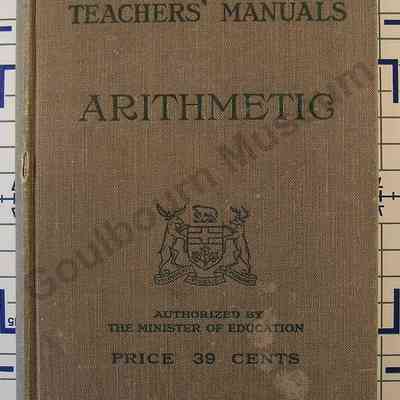 TEACHERS' MANUALS
ARITHMETIC
AUTHORIZED BY
THE MINISTER OF EDUCATION
PRICE 39 CENTS
Goulbourn Museum